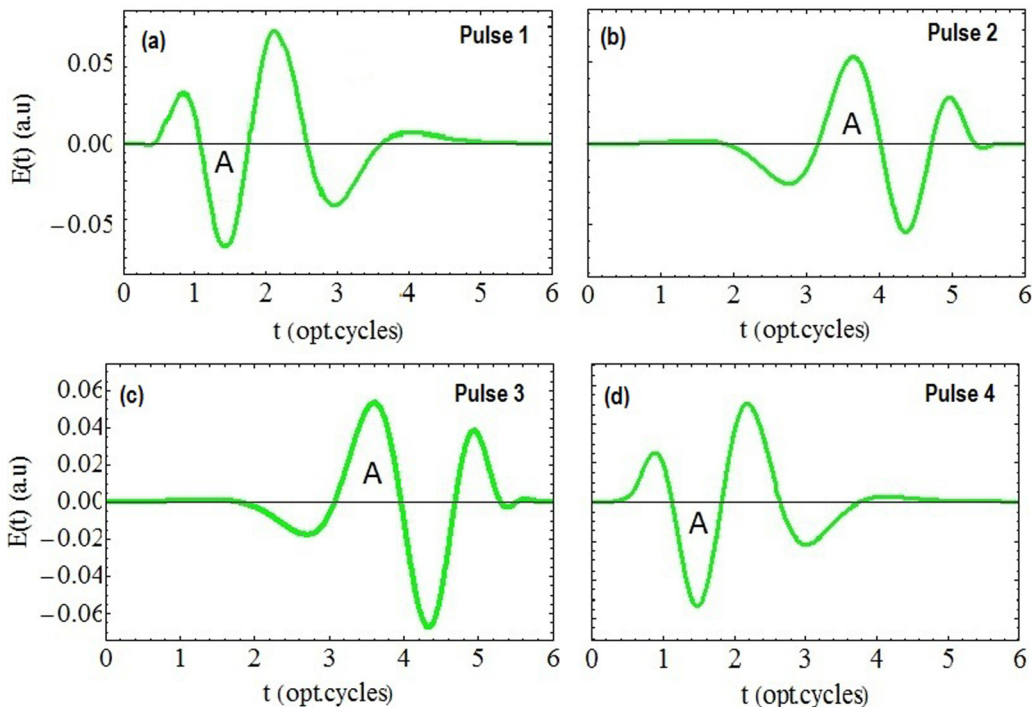 (a) Pulse 1
0.05
0.00
−0.05
E(t) (a.u)
A
0 1 2 3 4 5 6
t (opt.cycles)
(b) Pulse 2
A
0 1 2 3 4 5 6
t (opt.cycles)
(c) Pulse 3
0.06
0.04
0.02
0.00
−0.02
−0.04
−0.06
E(t) (a.u)
A
0 1 2 3 4 5 6
t (opt.cycles)
(d) Pulse 4
A
0 1 2 3 4 5 6
t (opt.cycles)